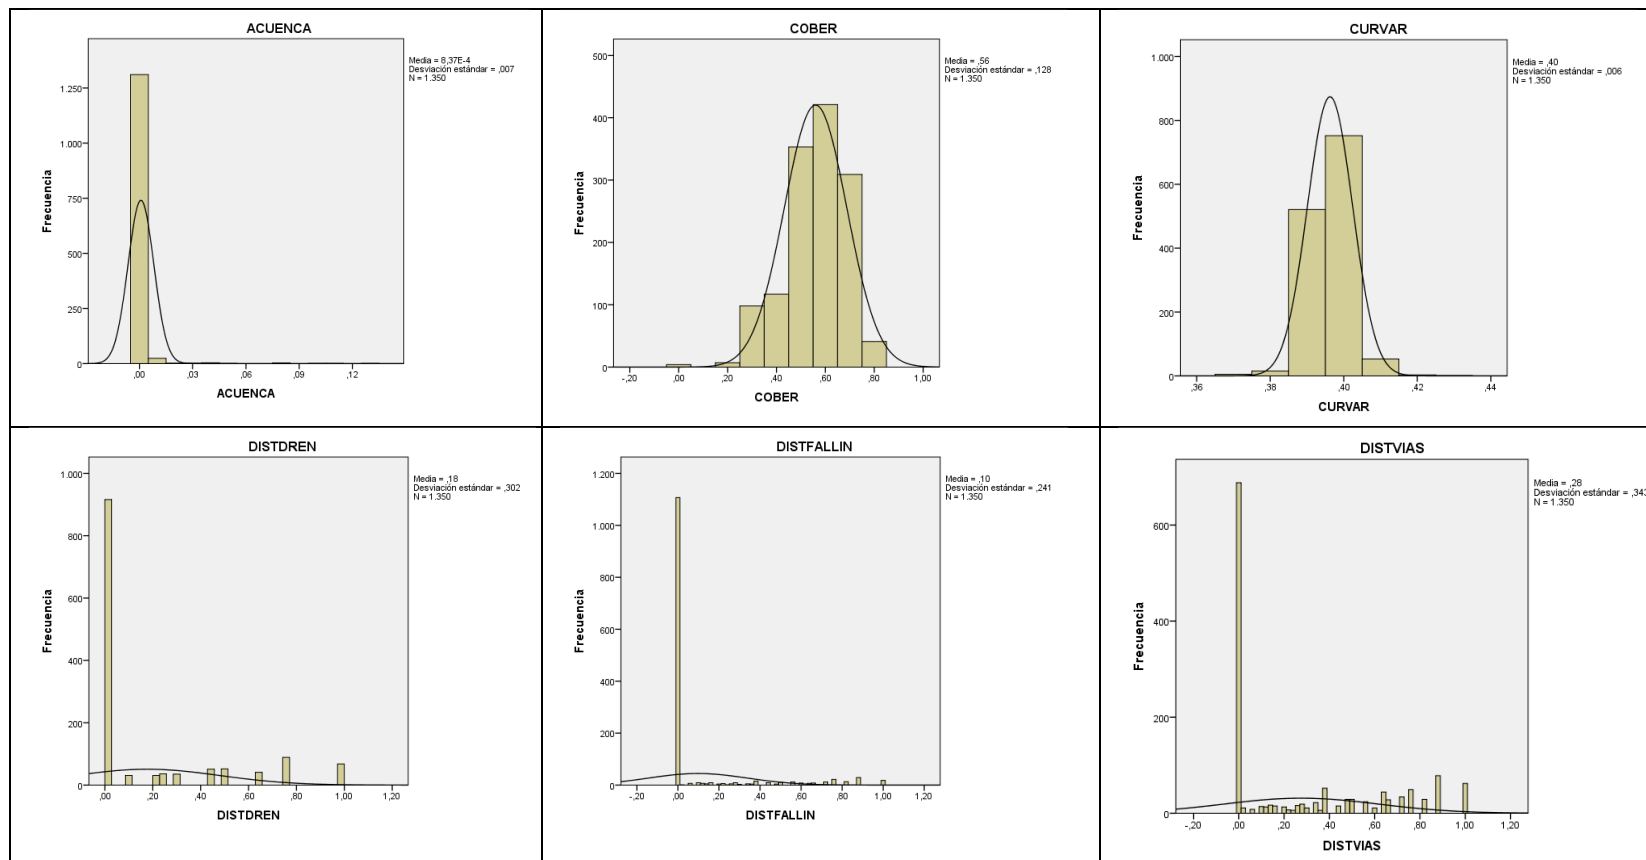 ACUENCA
Media = 8,37E-4
Desviación estándar = ,007
N = 1.350
Frecuencia
1.250
1.000
750
500
250
0
,00 ,03 ,06 ,09 ,12
ACUENCA
COBER
Media = ,56
Desviación estándar = ,128
N = 1.350
Frecuencia
500
400
300
200
100
0
-,20 ,00 ,20 ,40 ,60 ,80 1,00
COBER
CURVAR
Media = ,40
Desviación estándar = ,006
N = 1.350
Frecuencia
1.000
800
600
400
200
0
,36 ,38 ,40 ,42 ,44
CURVAR
DISTDREN
Media = ,18
Desviación estándar = ,302
N = 1.350
Frecuencia
1.000
800
600
400
200
0
,00 ,20 ,40 ,60 ,80 1,00 1,20
DISTDREN
DISTFALLIN
Media = ,10
Desviación estándar = ,241
N = 1.350
Frecuencia
1.200
1.000
800
600
400
200
0
-,20 ,00 ,20 ,40 ,60 ,80 1,00 1,20
DISTFALLIN
DISTVIAS
Media = ,28
Desviación estándar = ,343
N = 1.350
Frecuencia
600
400
200
0
-,20 ,00 ,20 ,40 ,60 ,80 1,00 1,20
DISTVIAS